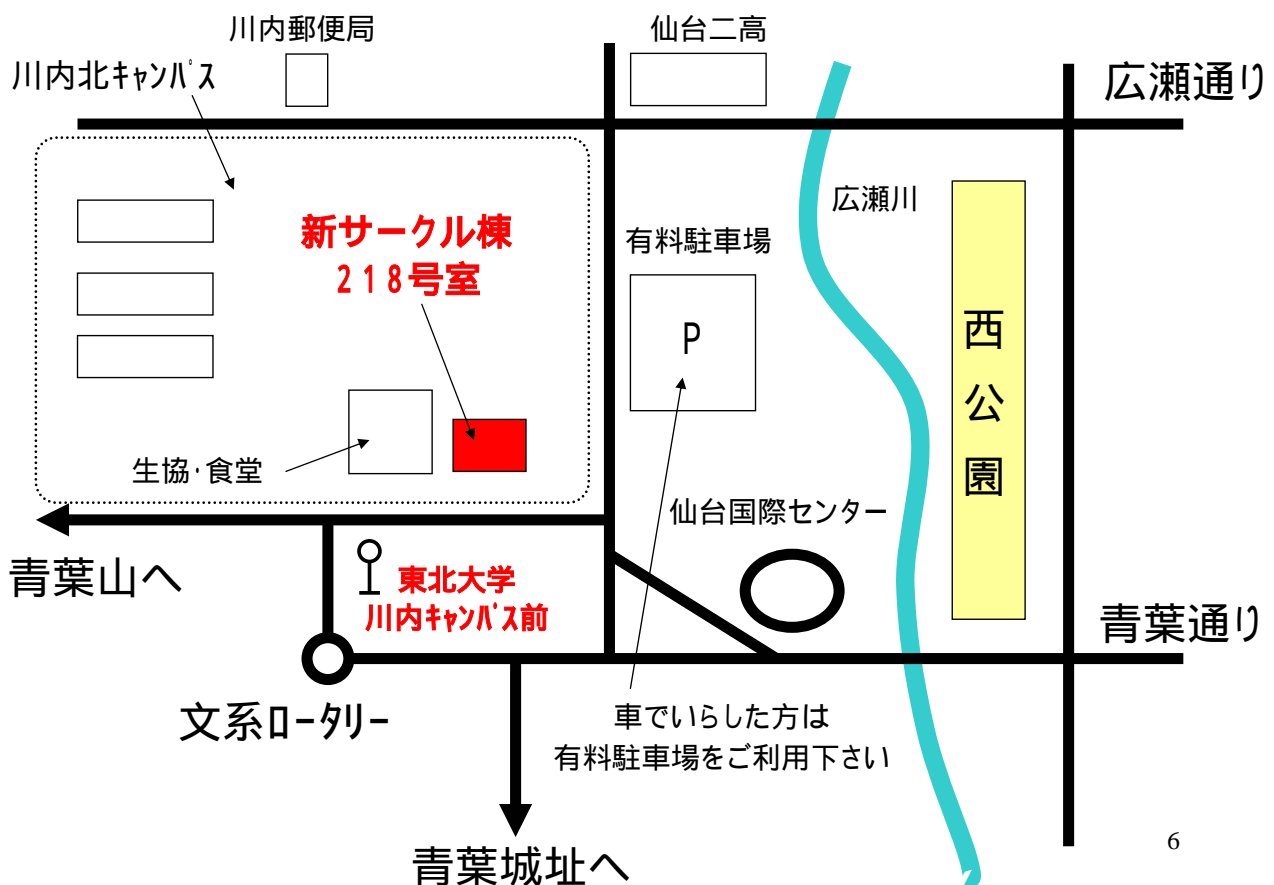 川内郵便局
仙台二高
川内北ｷｬﾝﾊﾟｽ
広瀬通り
広瀬川
新サークル棟
２１８号室
有料駐車場
P
西公園
生協･食堂
仙台国際センター
青葉山へ
東北大学
川内ｷｬﾝﾊﾟｽ前
青葉通り
文系ﾛｰﾀﾘｰ
車でいらした方は
有料駐車場をご利用下さい
青葉城址へ
6